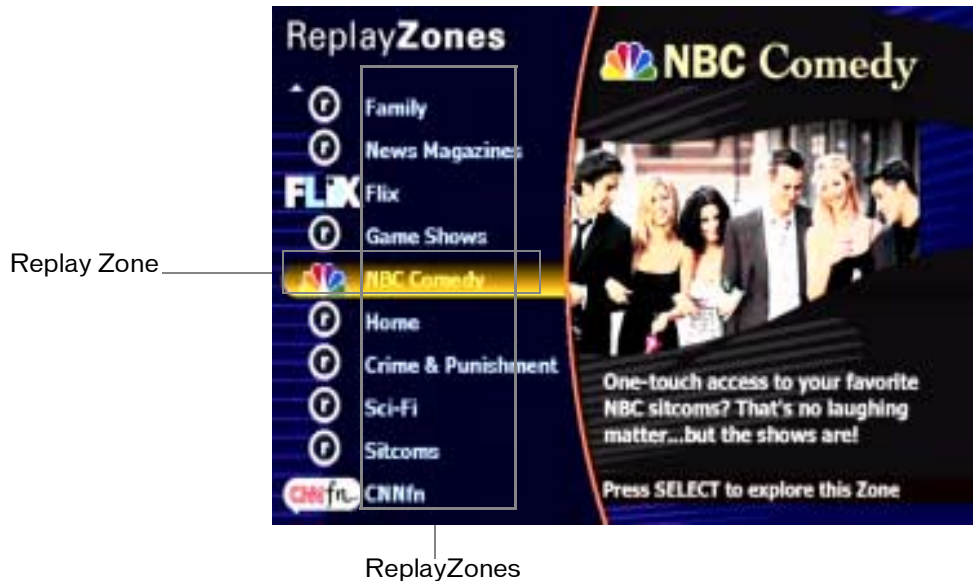 ReplayZones
NBC Comedy
Family
News Magazines
FLiX Flix
Game Shows
Replay Zone
NBC Comedy
Home
Crime & Punishment
Sci-Fi
Sitcoms
CNNfn CNNfn
One-touch access to your favorite
NBC sitcoms? That's no laughing
matter...but the shows are!
Press SELECT to explore this Zone
ReplayZones